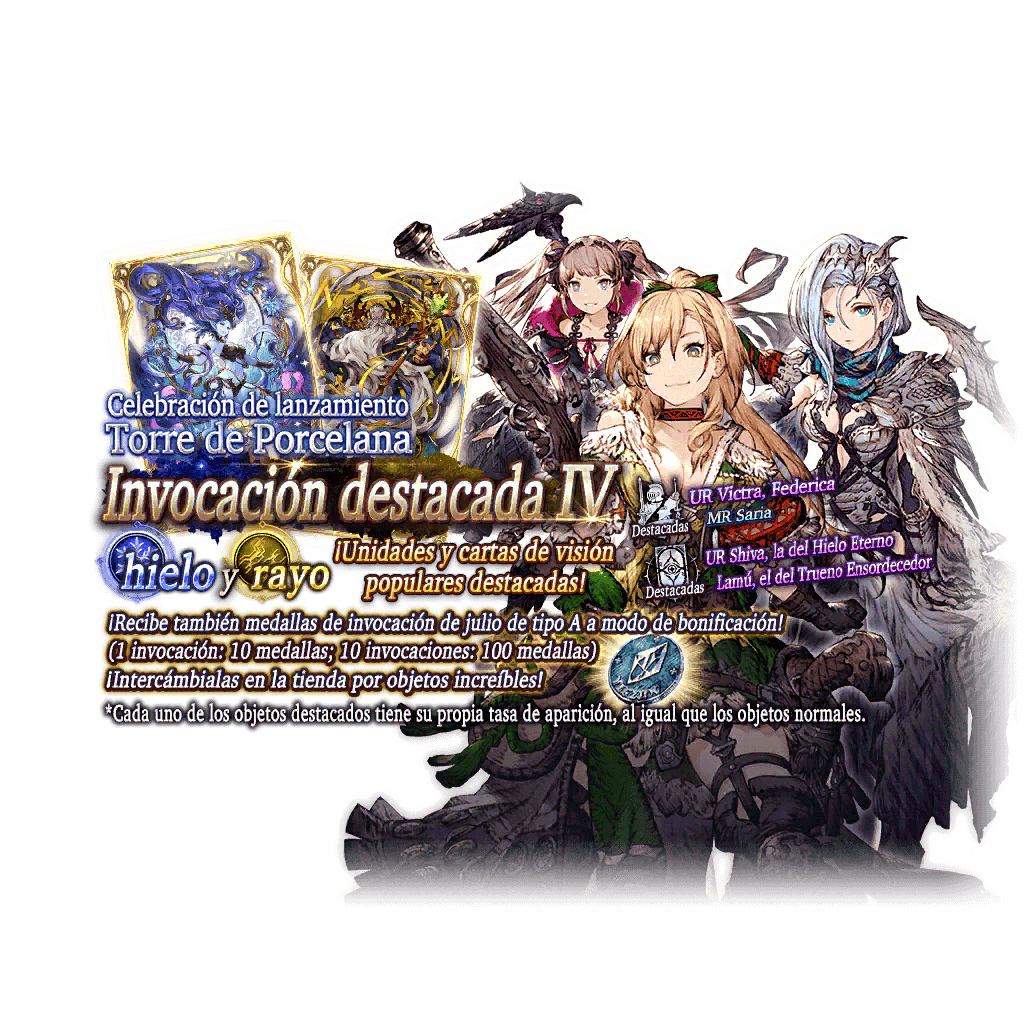 Celebración de lanzamiento
Torre de Porcelana
Invocación destacada IV
hielo y rayo
¡Unidades y cartas de visión
populares destacadas!
Destacadas
UR Victra, Federica
MR Saria
Destacadas
UR Shiva, la del Hielo Eterno
Lamú, el del Trueno Ensordecedor
¡Recibe también medallas de invocación de julio de tipo A a modo de bonificación!
(1 invocación: 10 medallas; 10 invocaciones: 100 medallas)
¡Intercámbialas en la tienda por objetos increíbles!
*Cada uno de los objetos destacados tiene su propia tasa de aparición, al igual que los objetos normales.